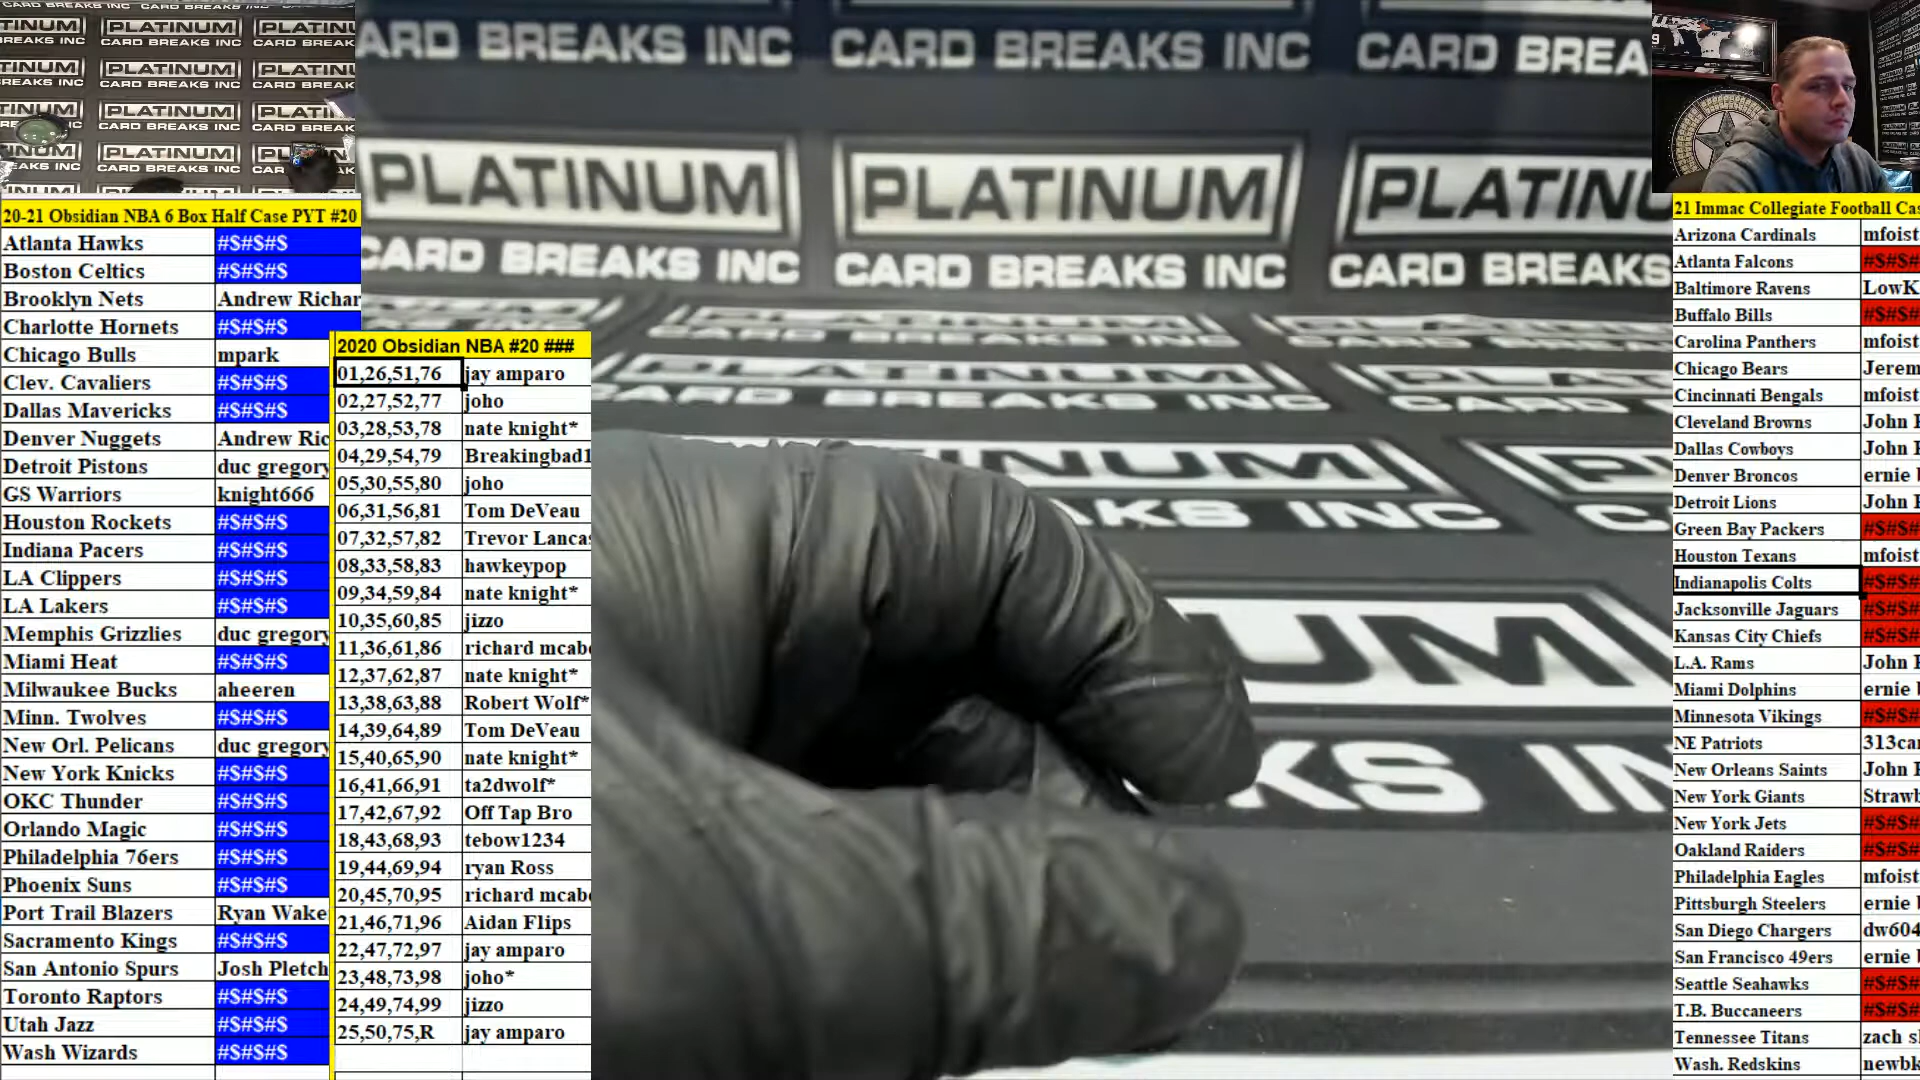 20-21 Obsidian NBA 6 Box Half Case PYT #20
Atlanta Hawks #$#$#$
Boston Celtics #$#$#$
Brooklyn Nets Andrew Richar
Charlotte Hornets #$#$#$
Chicago Bulls mpark
Clev. Cavaliers #$#$#$
Dallas Mavericks #$#$#$
Denver Nuggets Andrew Ric
Detroit Pistons duc gregory
GS Warriors knight666
Houston Rockets #$#$#$
Indiana Pacers #$#$#$
LA Clippers #$#$#$
LA Lakers #$#$#$
Memphis Grizzlies duc gregory
Miami Heat #$#$#$
Milwaukee Bucks aheeren
Minn. Twolves #$#$#$
New Orl. Pelicans duc gregory
New York Knicks #$#$#$
OKC Thunder #$#$#$
Orlando Magic #$#$#$
Philadelphia 76ers #$#$#$
Phoenix Suns #$#$#$
Port Trail Blazers Ryan Wake
Sacramento Kings #$#$#$
San Antonio Spurs Josh Pletch
Toronto Raptors #$#$#$
Utah Jazz #$#$#$
Wash Wizards #$#$#$
2020 Obsidian NBA #20 ###
01,26,51,76 jay amparo
02,27,52,77 joho
03,28,53,78 nate knight*
04,29,54,79 Breakingbad1
05,30,55,80 joho
06,31,56,81 Tom DeVeau
07,32,57,82 Trevor Lancas
08,33,58,83 hawkeypop
09,34,59,84 nate knight*
10,35,60,85 jizzo
11,36,61,86 richard mcab
12,37,62,87 nate knight*
13,38,63,88 Robert Wolf*
14,39,64,89 Tom DeVeau
15,40,65,90 nate knight*
16,41,66,91 ta2dwolf*
17,42,67,92 Off Tap Bro
18,43,68,93 tebow1234
19,44,69,94 ryan Ross
20,45,70,95 richard mcab
21,46,71,96 Aidan Flips
22,47,72,97 jay amparo
23,48,73,98 joho*
24,49,74,99 jizzo
25,50,75,R jay amparo
ARD BREAKS INC CARD BREAKS INC CARD BREA
PLATINUM PLATINUM PLATINU
CARD BREAKS INC CARD BREAKS INC CARD BREAKS
21 Immac Collegiate Football Cas
Arizona Cardinals mfoist
Atlanta Falcons #$#$#
Baltimore Ravens LowK
Buffalo Bills #$#$#
Carolina Panthers mfoist
Chicago Bears Jerem
Cincinnati Bengals mfoist
Cleveland Browns John
Dallas Cowboys John
Denver Broncos ernie
Detroit Lions John
Green Bay Packers #$#$#
Houston Texans mfoist
Indianapolis Colts #$#$#
Jacksonville Jaguars #$#$#
Kansas City Chiefs #$#$#
L.A. Rams John
Miami Dolphins ernie
Minnesota Vikings #$#$#
NE Patriots 313car
New Orleans Saints John
New York Giants Strawb
New York Jets #$#$#
Oakland Raiders #$#$#
Philadelphia Eagles mfoist
Pittsburgh Steelers ernie
San Diego Chargers dw604
San Francisco 49ers ernie
Seattle Seahawks #$#$#
T.B. Buccaneers #$#$#
Tennessee Titans zach
Wash. Redskins newbk